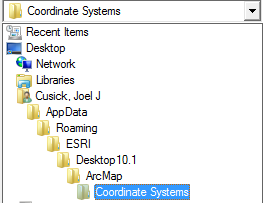 Coordinate Systems
Recent Items
Desktop
Network
Libraries
Cusick, Joel J
AppData
Roaming
ESRI
Desktop10.1
ArcMap
Coordinate Systems